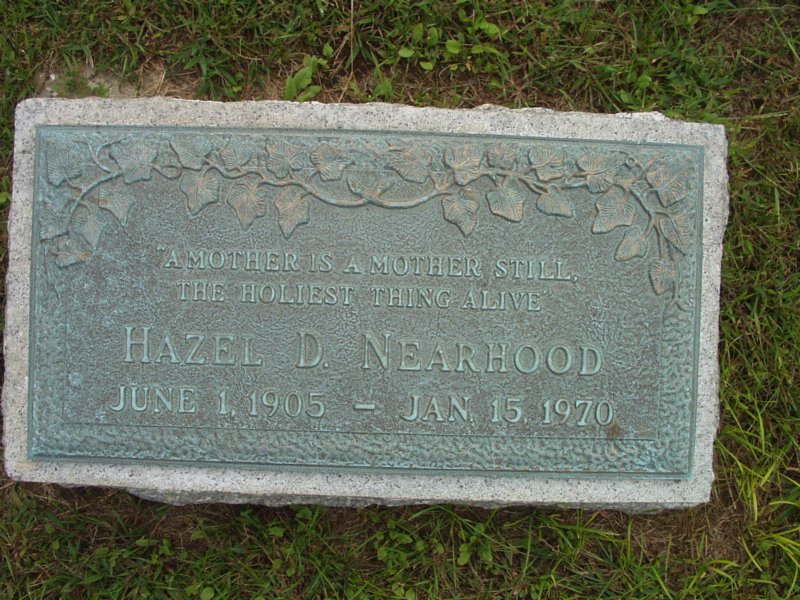 "A MOTHER IS A MOTHER STILL,
THE HOLIEST THING ALIVE"
HAZEL D. NEARHOOD
JUNE 1, 1905 – JAN. 15, 1970